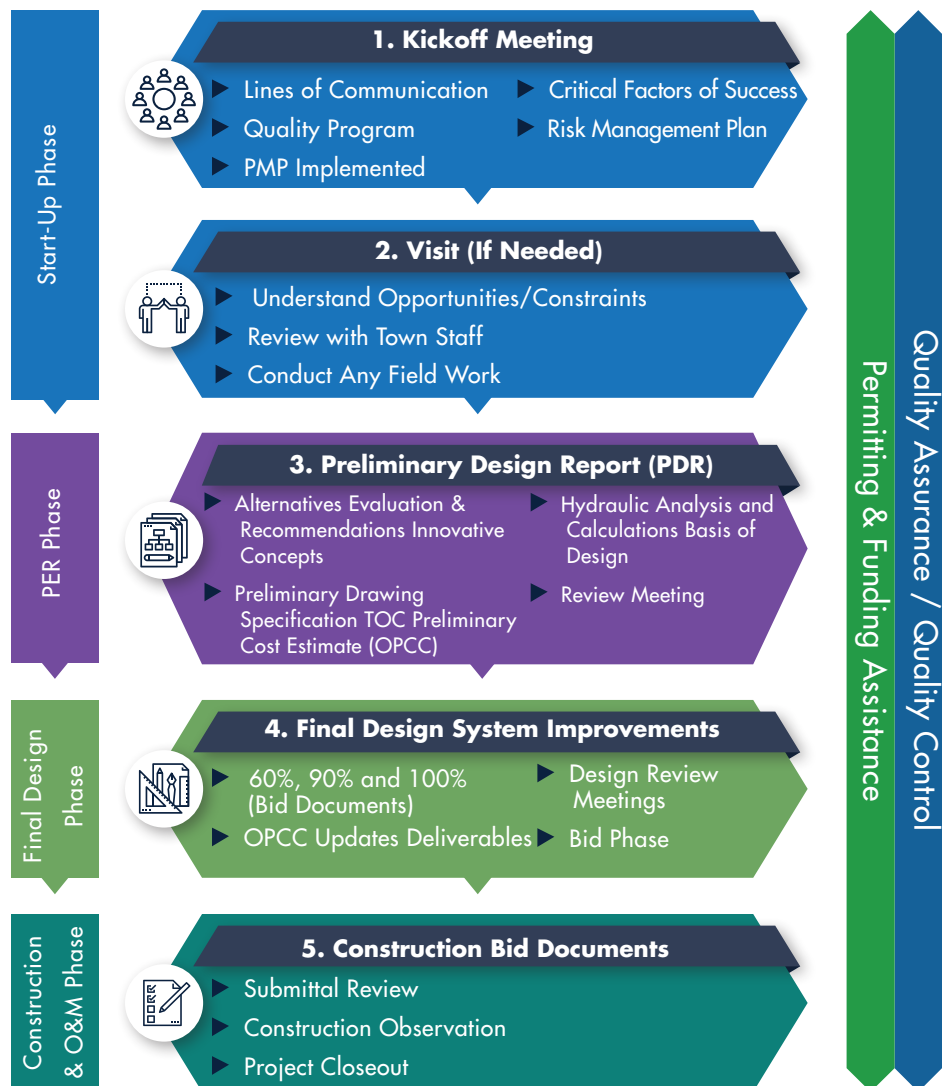 Start-Up Phase
1. Kickoff Meeting
Lines of Communication
Quality Program
PMP Implemented
Critical Factors of Success
Risk Management Plan
2. Visit (If Needed)
Understand Opportunities/Constraints
Review with Town Staff
Conduct Any Field Work
PER Phase
3. Preliminary Design Report (PDR)
Alternatives Evaluation &
Recommendations Innovative
Concepts
Preliminary Drawing
Specification TOC Preliminary
Cost Estimate (OPCC)
Hydraulic Analysis and
Calculations Basis of
Design
Review Meeting
Final Design
Phase
4. Final Design System Improvements
60%, 90% and 100%
(Bid Documents)
OPCC Updates Deliverables
Design Review
Meetings
Bid Phase
Construction
& O&M Phase
5. Construction Bid Documents
Submittal Review
Construction Observation
Project Closeout
Permitting & Funding Assistance
Quality Assurance / Quality Control